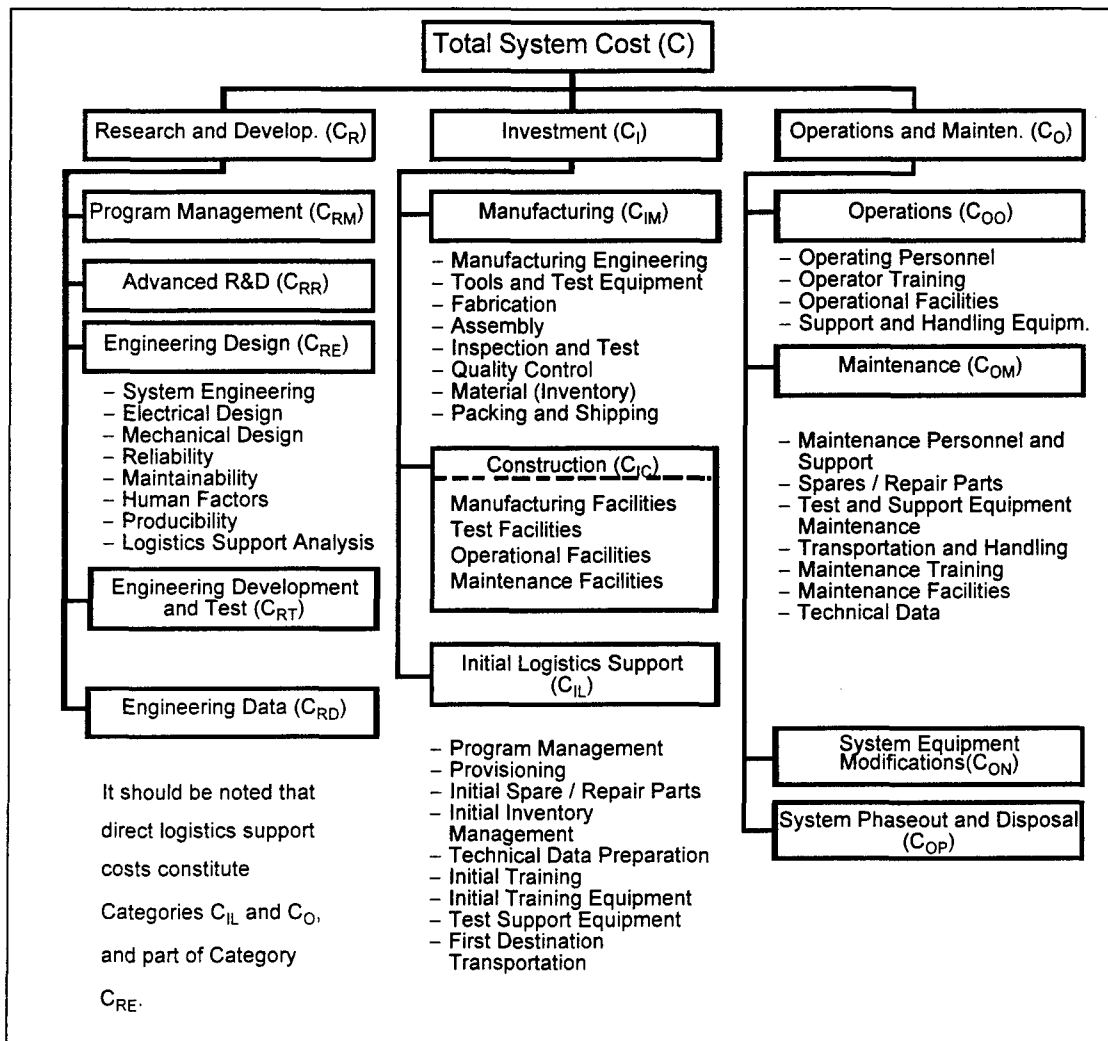 Total System Cost (C)
Research and Develop. (C_R)
Program Management (C_RM)
Advanced R&D (C_RR)
Engineering Design (C_RE)
– System Engineering
– Electrical Design
– Mechanical Design
– Reliability
– Maintainability
– Human Factors
– Producibility
– Logistics Support Analysis
Engineering Development
and Test (C_RT)
Engineering Data (C_RD)
It should be noted that
direct logistics support
costs constitute
Categories C_IL and C_O,
and part of Category
C_RE.
Investment (C_I)
Manufacturing (C_IM)
– Manufacturing Engineering
– Tools and Test Equipment
– Fabrication
– Assembly
– Inspection and Test
– Quality Control
– Material (Inventory)
– Packing and Shipping
Construction (C_IC)
Manufacturing Facilities
Test Facilities
Operational Facilities
Maintenance Facilities
Initial Logistics Support
(C_IL)
– Program Management
– Provisioning
– Initial Spare / Repair Parts
– Initial Inventory
Management
– Technical Data Preparation
– Initial Training
– Initial Training Equipment
– Test Support Equipment
– First Destination
Transportation
Operations and Mainten. (C_O)
Operations (C_OO)
– Operating Personnel
– Operator Training
– Operational Facilities
– Support and Handling Equipm.
Maintenance (C_OM)
– Maintenance Personnel and
Support
– Spares / Repair Parts
– Test and Support Equipment
Maintenance
– Transportation and Handling
– Maintenance Training
– Maintenance Facilities
– Technical Data
System Equipment
Modifications(C_ON)
System Phaseout and Disposal
(C_OP)